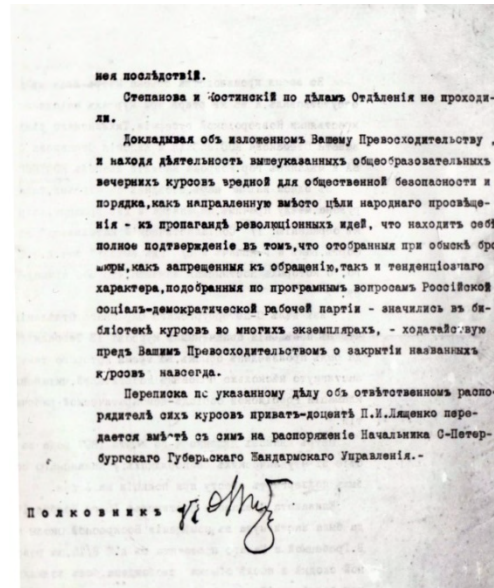 нея послѣдствій.
Степанова и Костинскій по дѣламъ Отдѣленія не проходи-
ли.
Докладывая объ изложенномъ Вашему Превосходительству,
и находя дѣятельность вышеуказанныхъ общеобразовательныхъ
вечернихъ курсовъ вредной для общественной безопасности и
порядка,какъ направленную вмѣсто цѣли народнаго просвѣще-
нія - къ пропагандѣ революціонныхъ идей, что находитъ себѣ
полное подтвержденіе въ томъ,что отобранныя при обыскѣ бро
шюры,какъ запрещенныя къ обращенію,такъ и тенденціознаго
характера,подобранныя по програмнымъ вопросамъ Россійской
соціалъ-демократической рабочей партіи - значились въ би-
бліотекѣ курсовъ во многихъ экземплярахъ, - ходатайствую
предъ Вашимъ Превосходительствомъ о закрытіи названныхъ
курсовъ навсегда.
Переписка по указанному дѣлу объ отвѣтственномъ распо-
рядителѣ сихъ курсовъ приватъ-доцентѣ П.И.Лященко пере-
дается вмѣстѣ съ симъ на распоряженіе Начальника С-Петер-
бургскаго Губернскаго Жандармскаго Управленія.-
Полковникъ